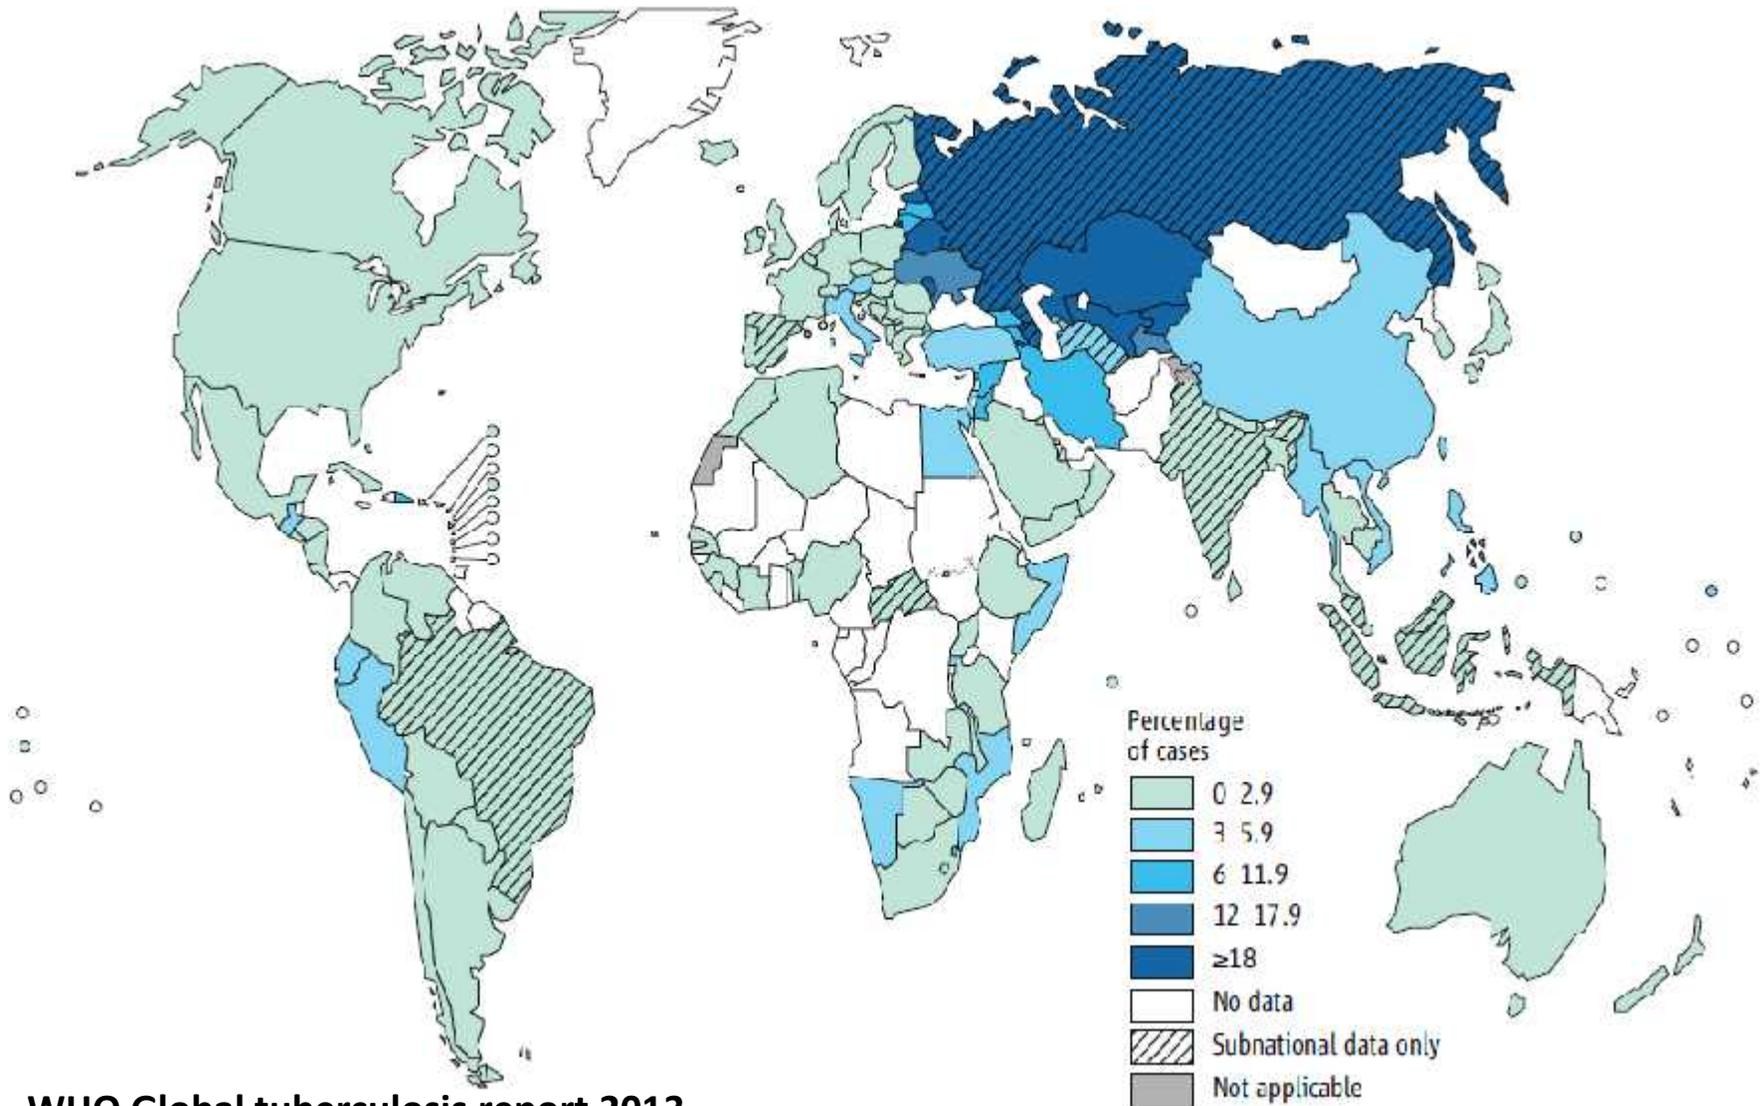 Percentage
of cases
0 2.9
3 5.9
6 11.9
12 17.9
≥18
No data
Subnational data only
Not applicable
WHO Global tuberculosis report 2013